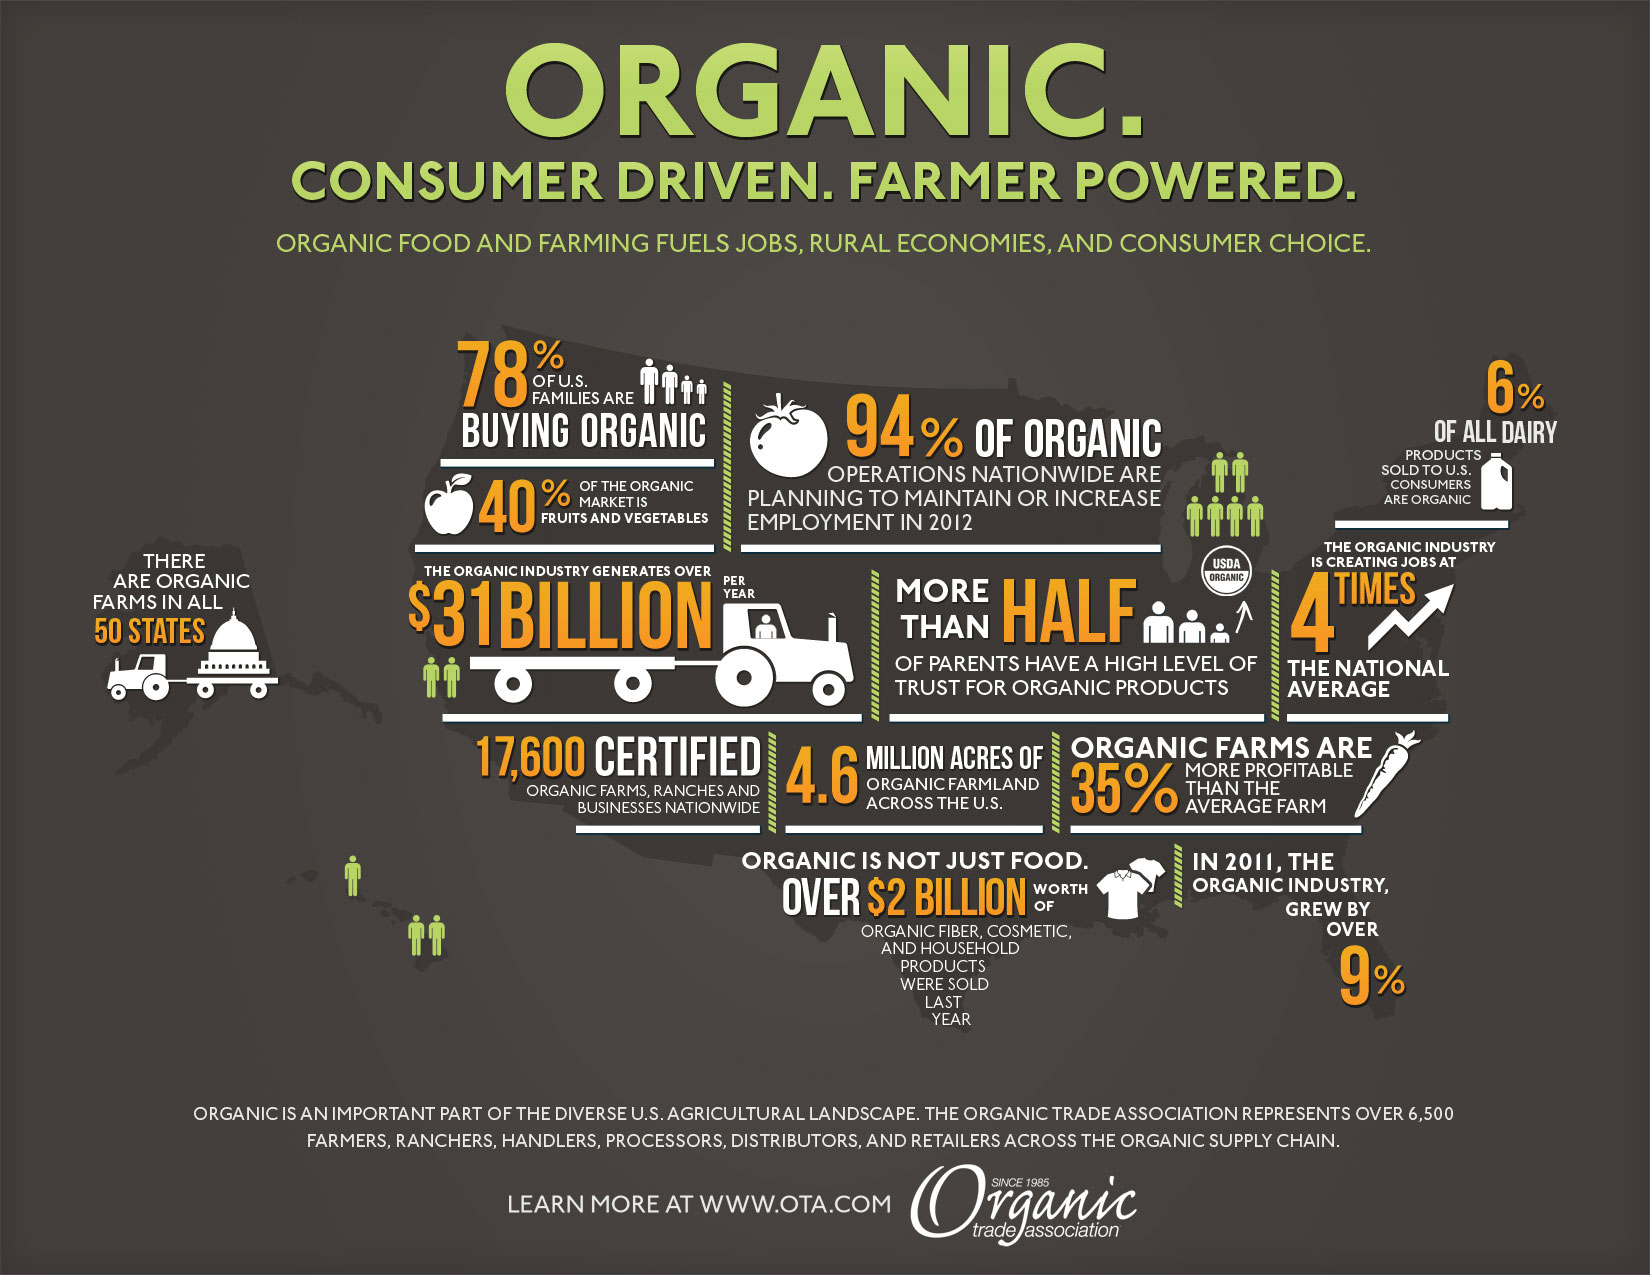 ORGANIC.
CONSUMER DRIVEN. FARMER POWERED.
ORGANIC FOOD AND FARMING FUELS JOBS, RURAL ECONOMIES, AND CONSUMER CHOICE.
78%
OF U.S.
FAMILIES ARE
BUYING ORGANIC
40%
OF THE ORGANIC
MARKET IS
FRUITS AND VEGETABLES
94% OF ORGANIC
OPERATIONS NATIONWIDE ARE
PLANNING TO MAINTAIN OR INCREASE
EMPLOYMENT IN 2012
6%
OF ALL DAIRY
PRODUCTS
SOLD TO U.S.
CONSUMERS
ARE ORGANIC
THERE
ARE ORGANIC
FARMS IN ALL
50 STATES
THE ORGANIC INDUSTRY GENERATES OVER
$31 BILLION
PER
YEAR
USDA
ORGANIC
MORE
THAN HALF
OF PARENTS HAVE A HIGH LEVEL OF
TRUST FOR ORGANIC PRODUCTS
THE ORGANIC INDUSTRY
IS CREATING JOBS AT
4 TIMES
THE NATIONAL
AVERAGE
17,600 CERTIFIED
ORGANIC FARMS, RANCHES AND
BUSINESSES NATIONWIDE
4.6
MILLION ACRES OF
ORGANIC FARMLAND
ACROSS THE U.S.
ORGANIC FARMS ARE
35%
MORE PROFITABLE
THAN THE
AVERAGE FARM
ORGANIC IS NOT JUST FOOD.
OVER $2 BILLION
WORTH
OF
ORGANIC FIBER, COSMETIC,
AND HOUSEHOLD
PRODUCTS
WERE SOLD
LAST
YEAR
IN 2011, THE
ORGANIC INDUSTRY,
GREW BY
OVER
9%
ORGANIC IS AN IMPORTANT PART OF THE DIVERSE U.S. AGRICULTURAL LANDSCAPE. THE ORGANIC TRADE ASSOCIATION REPRESENTS OVER 6,500
FARMERS, RANCHERS, HANDLERS, PROCESSORS, DISTRIBUTORS, AND RETAILERS ACROSS THE ORGANIC SUPPLY CHAIN.
LEARN MORE AT WWW.OTA.COM
SINCE 1985
Organic
trade association